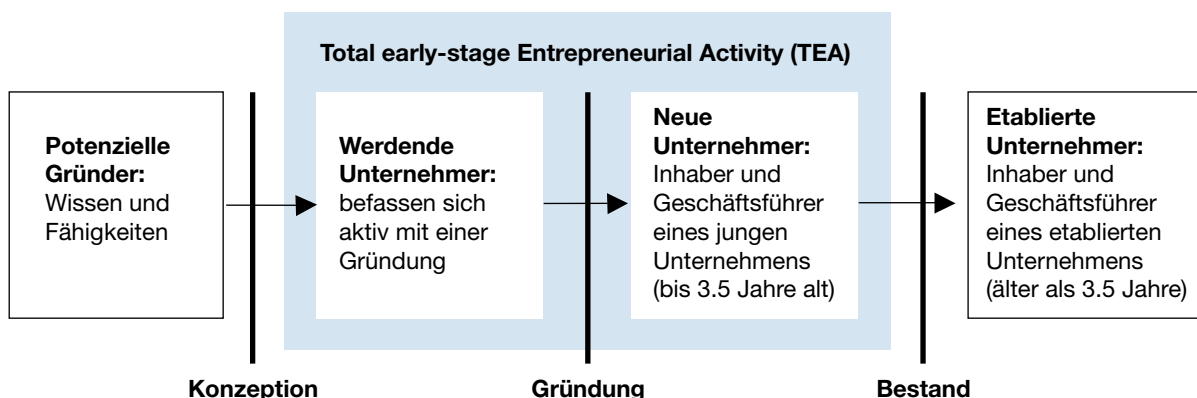 Total early-stage Entrepreneurial Activity (TEA)
Potenzielle
Gründer:
Wissen und
Fähigkeiten
Werdende
Unternehmer:
befassen sich
aktiv mit einer
Gründung
Neue
Unternehmer:
Inhaber und
Geschäftsführer
eines jungen
Unternehmens
(bis 3.5 Jahre alt)
Etablierte
Unternehmer:
Inhaber und
Geschäftsführer
eines etablierten
Unternehmens
(älter als 3.5 Jahre)
Konzeption
Gründung
Bestand